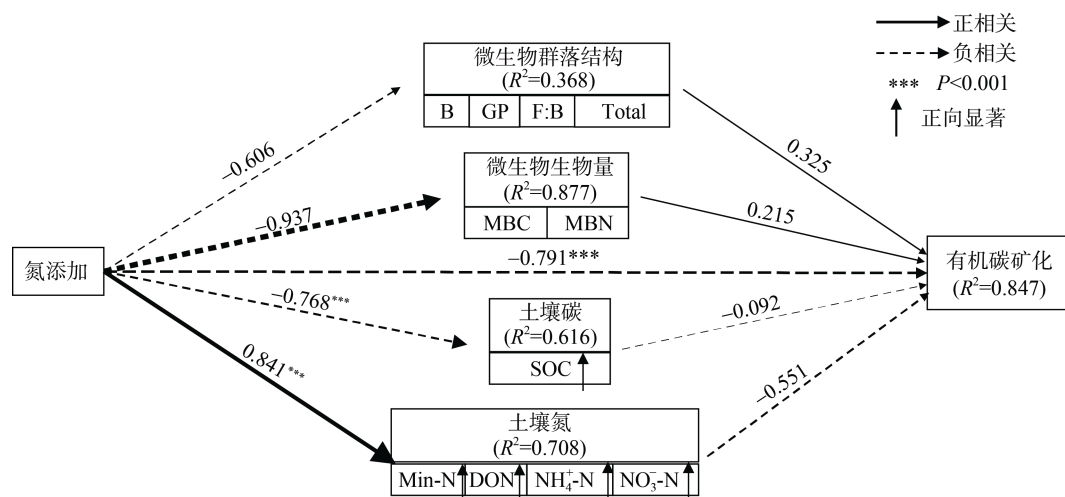 正相关
负相关
*** P<0.001
正向显著
微生物群落结构
(R²=0.368)
B GP F:B Total
−0.606
0.325
微生物生物量
(R²=0.877)
MBC MBN
−0.937
0.215
氮添加
−0.791***
有机碳矿化
(R²=0.847)
−0.768***
土壤碳
(R²=0.616)
SOC
−0.092
0.841***
−0.551
土壤氮
(R²=0.708)
Min-N DON NH₄⁺-N NO₃⁻-N